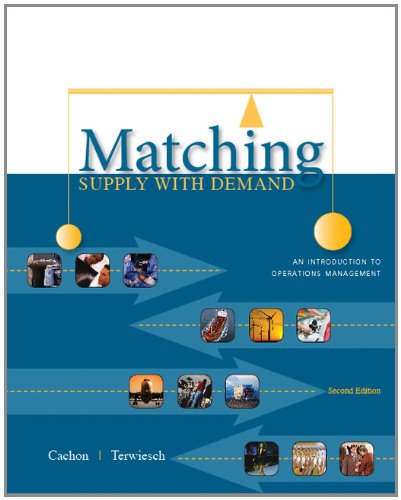 Matching
SUPPLY WITH DEMAND
AN INTRODUCTION TO
OPERATIONS MANAGEMENT
Second Edition
Cachon | Terwiesch